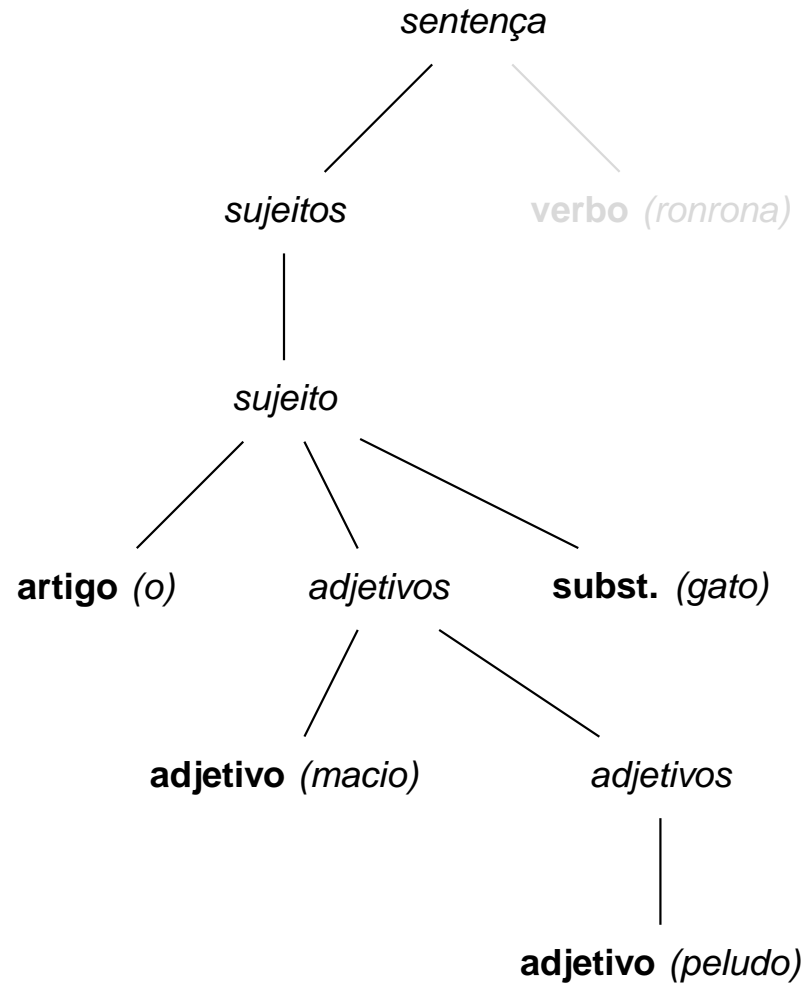 sentença
sujeitos verbo (ronrona)
sujeito
artigo (o) adjetivos subst. (gato)
adjetivo (macio) adjetivos
adjetivo (peludo)